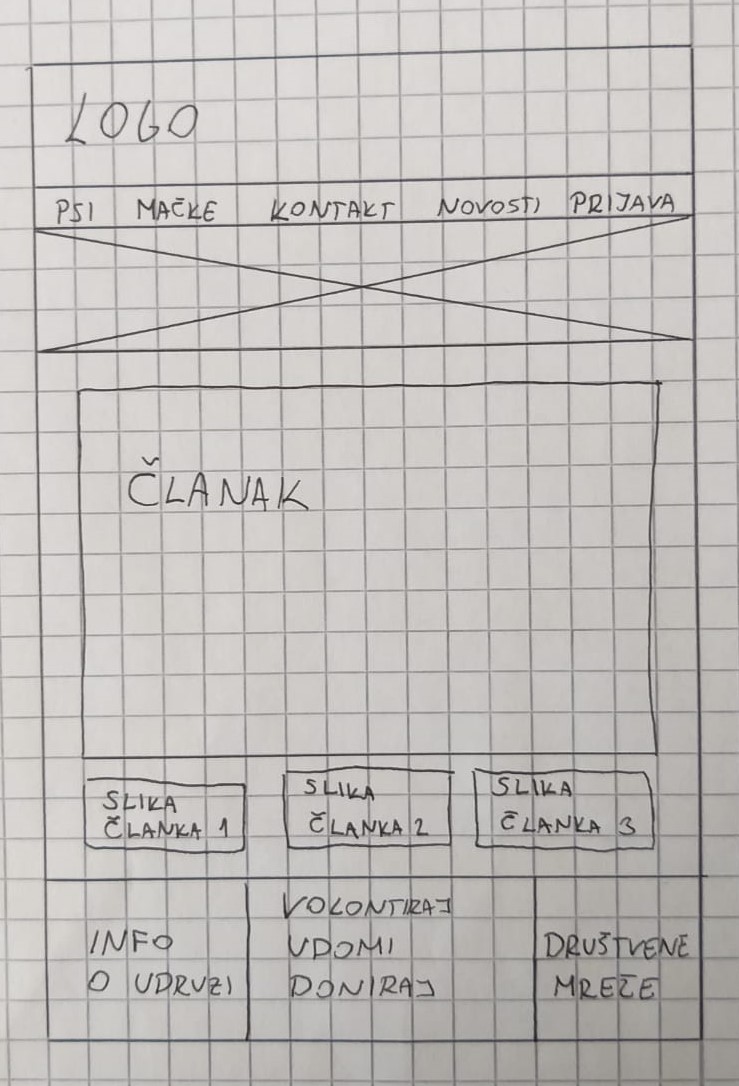 LOGO
PSI MAČKE KONTAKT NOVOSTI PRIJAVA
ČLANAK
SLIKA
ČLANKA 1
SLIKA
ČLANKA 2
SLIKA
ČLANKA 3
INFO
O UDRUZI
VOLONTIRAJ
UDOMI
DONIRAJ
DRUŠTVENE
MREŽE